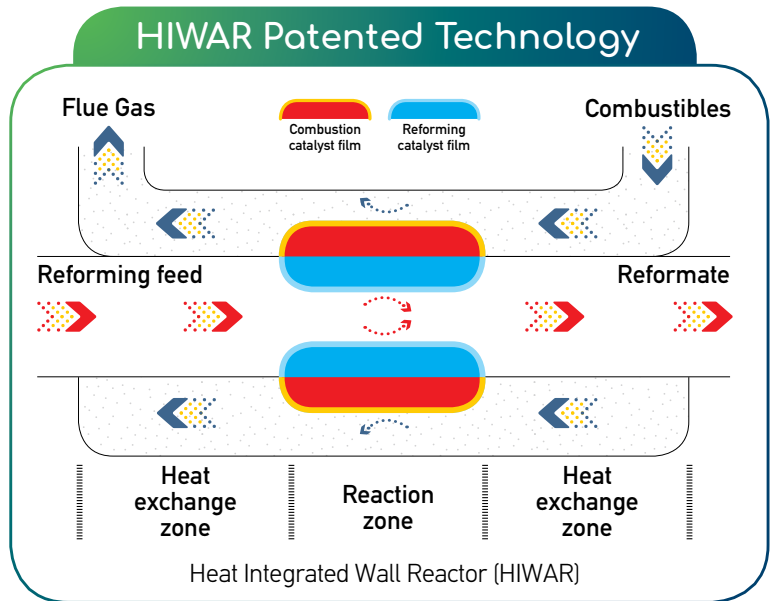 HIWAR Patented Technology
Flue Gas
Combustibles
Combustion
catalyst film
Reforming
catalyst film
Reforming feed
Reformate
Heat
exchange
zone
Reaction
zone
Heat
exchange
zone
Heat Integrated Wall Reactor (HIWAR)